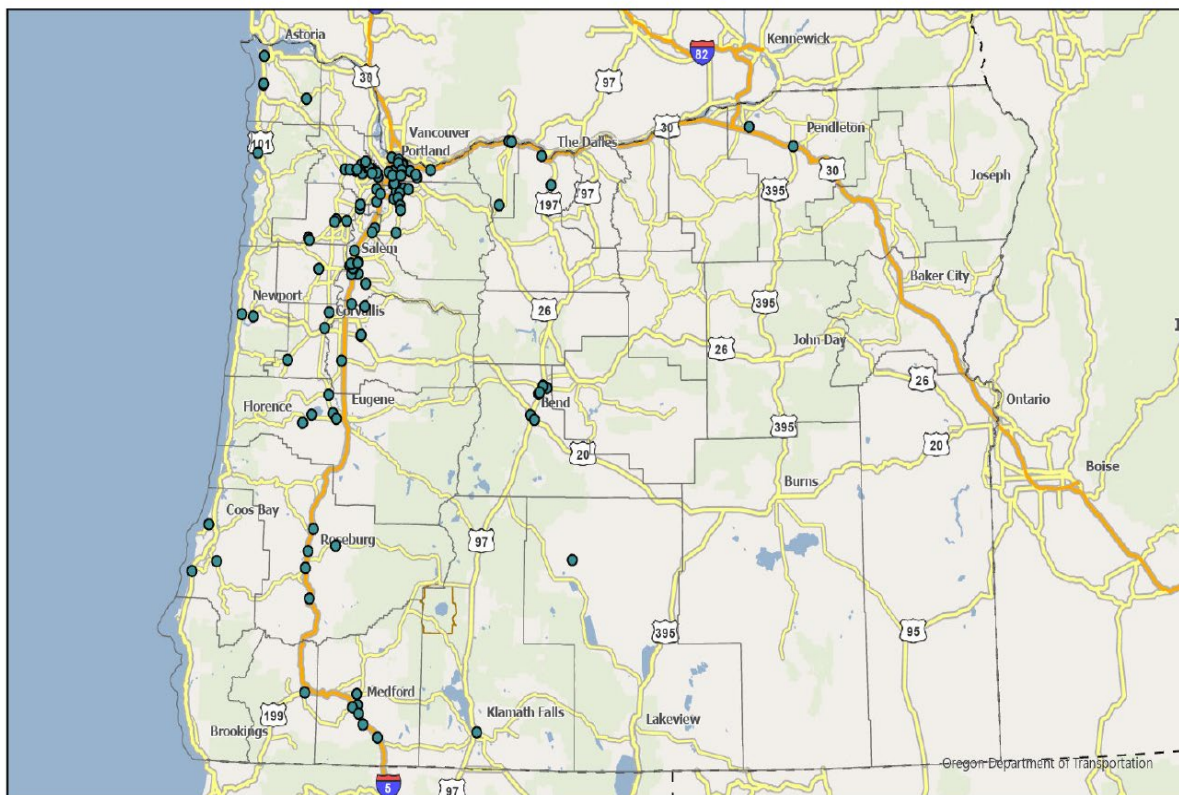 Astoria
Kennewick
82
30
97
Vancouver
30
Pendleton
101
Portland
The Dalles
30
Joseph
395
97
197
Salem
Baker City
Newport
395
26
Corvallis
John Day
26
26
Florence
Eugene
Bend
Ontario
395
20
20
Boise
Burns
Coos Bay
Roseburg
97
395
95
Medford
199
Klamath Falls
Lakeview
Brookings
Oregon Department of Transportation
5
97